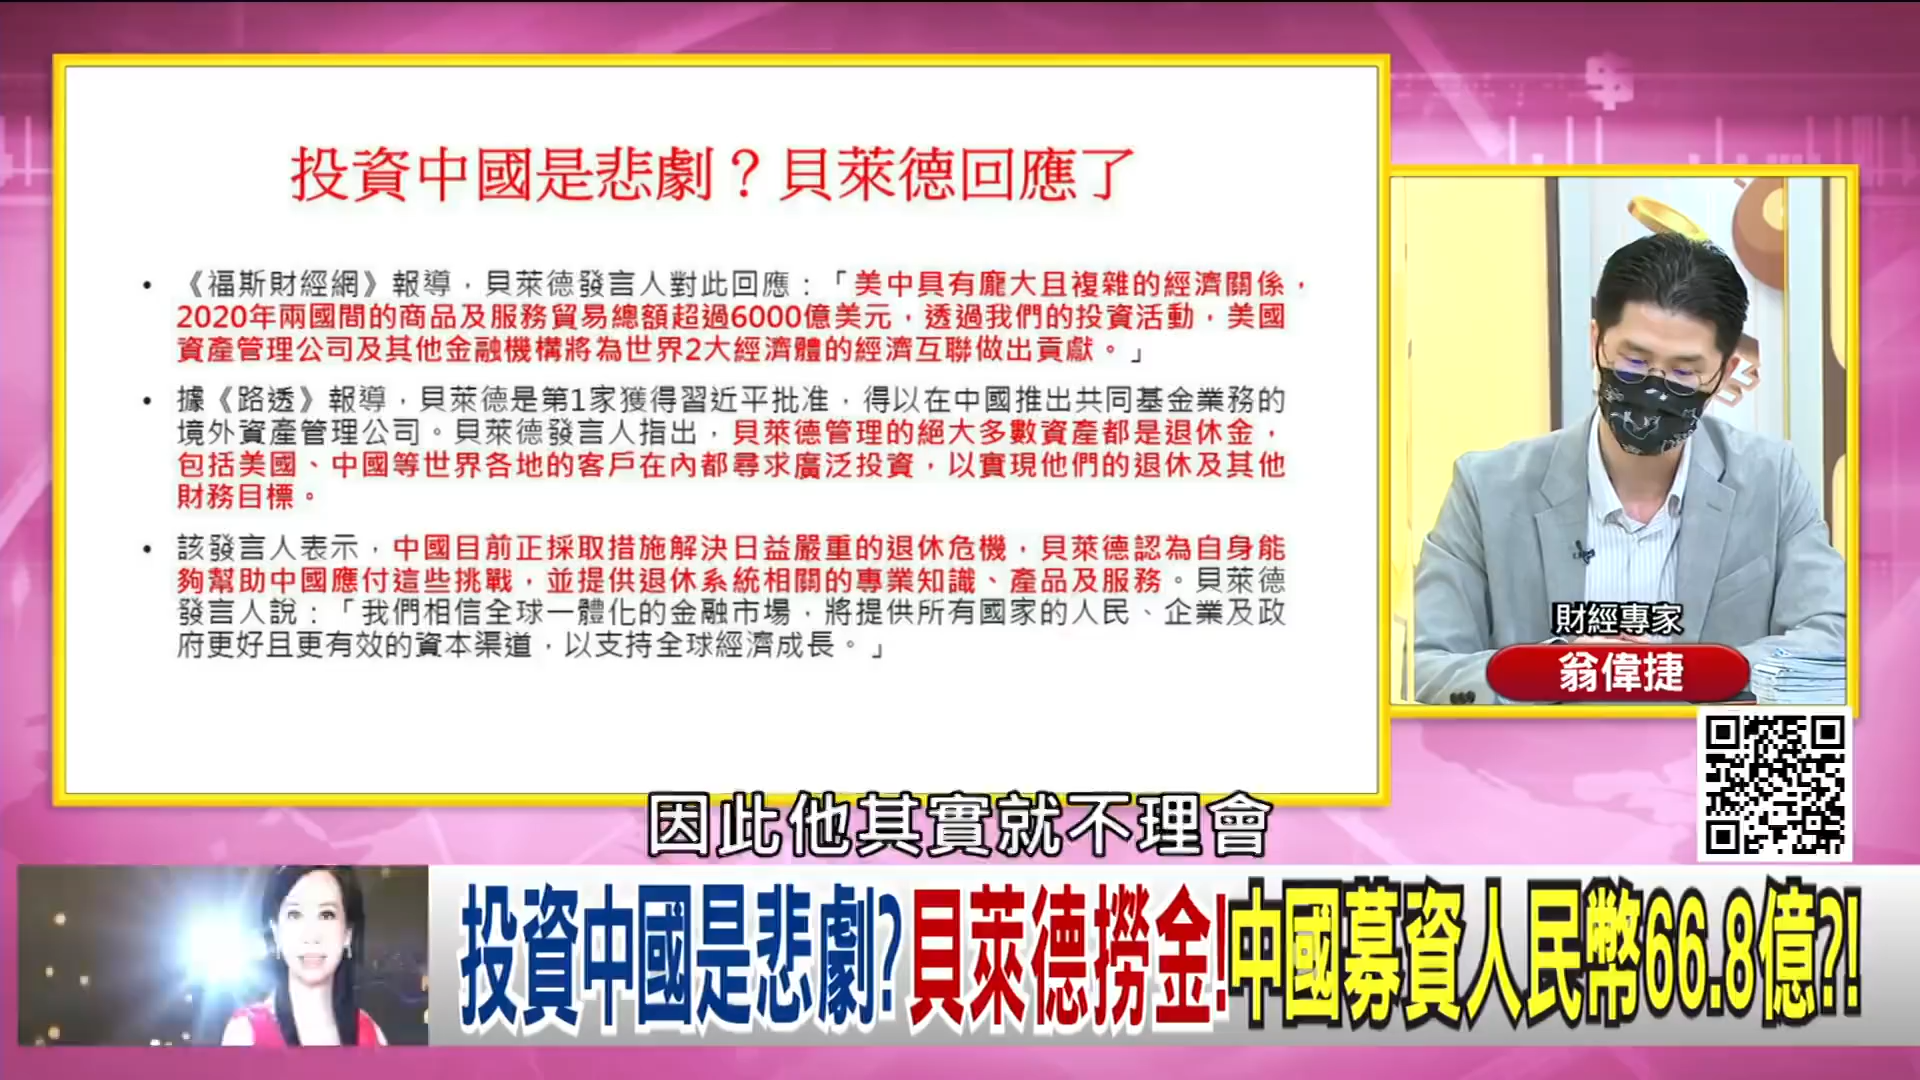 投資中國是悲劇？貝萊德回應了
• 《福斯財經網》報導，貝萊德發言人對此回應：「美中具有龐大且複雜的經濟關係，
2020年兩國間的商品及服務貿易總額超過6000億美元，透過我們的投資活動，美國
資產管理公司及其他金融機構將為世界2大經濟體的經濟互聯做出貢獻。」
• 據《路透》報導，貝萊德是第1家獲得習近平批准，得以在中國推出共同基金業務的
境外資產管理公司。貝萊德發言人指出，貝萊德管理的絕大多數資產都是退休金，
包括美國、中國等世界各地的客戶在內都尋求廣泛投資，以實現他們的退休及其他
財務目標。
• 該發言人表示，中國目前正採取措施解決日益嚴重的退休危機，貝萊德認為自身能
夠幫助中國應付這些挑戰，並提供退休系統相關的專業知識、產品及服務。貝萊德
發言人說：「我們相信全球一體化的金融市場，將提供所有國家的人民、企業及政
府更好且更有效的資本渠道，以支持全球經濟成長。」
財經專家
翁偉捷
因此他其實就不理會
投資中國是悲劇?貝萊德撈金!中國募資人民幣66.8億?!